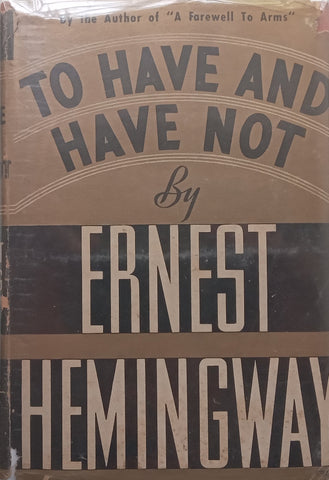 By the Author of "A Farewell To Arms"
TO HAVE AND
HAVE NOT
By
ERNEST
HEMINGWAY